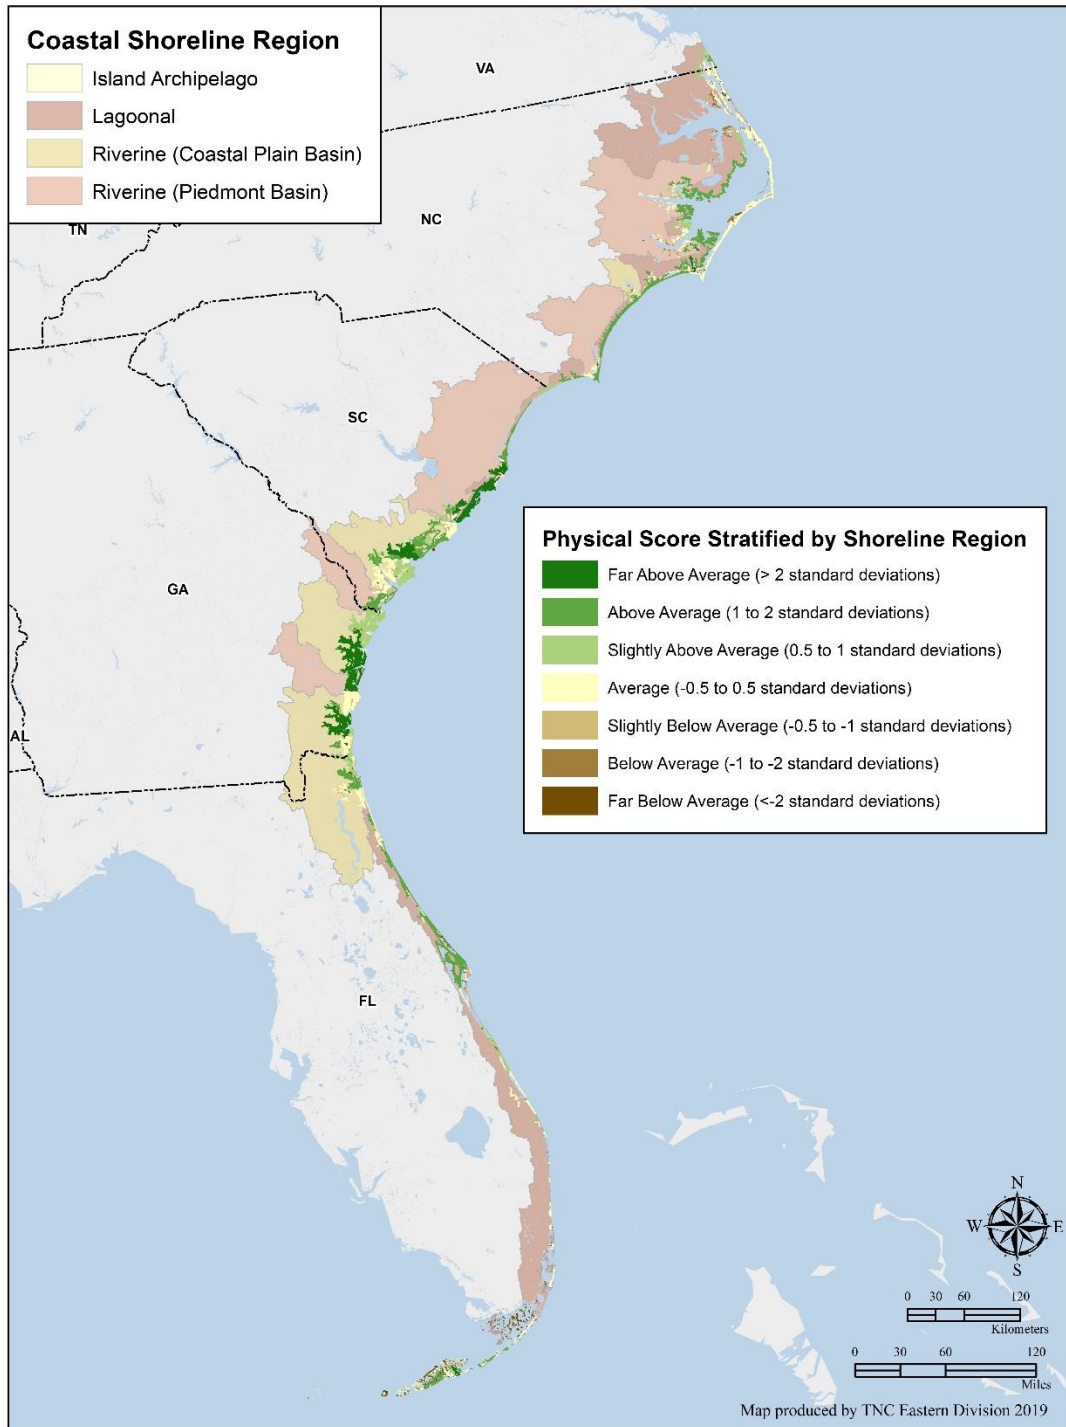 Coastal Shoreline Region
Island Archipelago
Lagoonal
Riverine (Coastal Plain Basin)
Riverine (Piedmont Basin)
VA
TN
NC
SC
GA
AL
FL
Physical Score Stratified by Shoreline Region
Far Above Average (> 2 standard deviations)
Above Average (1 to 2 standard deviations)
Slightly Above Average (0.5 to 1 standard deviations)
Average (-0.5 to 0.5 standard deviations)
Slightly Below Average (-0.5 to -1 standard deviations)
Below Average (-1 to -2 standard deviations)
Far Below Average (<-2 standard deviations)
N
W E
S
0 30 60 120
Kilometers
0 30 60 120
Miles
Map produced by TNC Eastern Division 2019